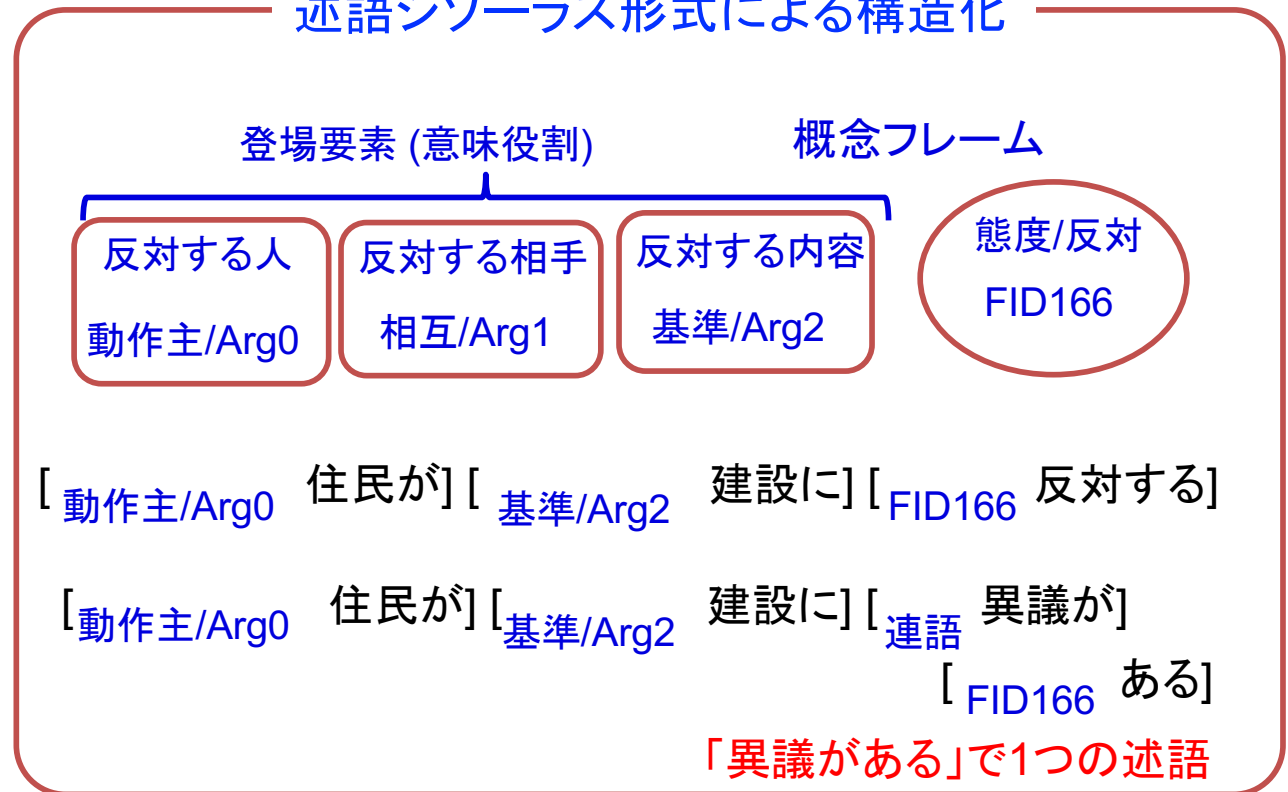 述語シソーラス形式による構造化
登場要素 (意味役割)
概念フレーム
反対する人
動作主/Arg0
反対する相手
相互/Arg1
反対する内容
基準/Arg2
態度/反対
FID166
[ 動作主/Arg0 住民が] [ 基準/Arg2 建設に] [ FID166 反対する]
[動作主/Arg0 住民が] [基準/Arg2 建設に] [ 連語 異議が]
[ FID166 ある]
「異議がある」で1つの述語